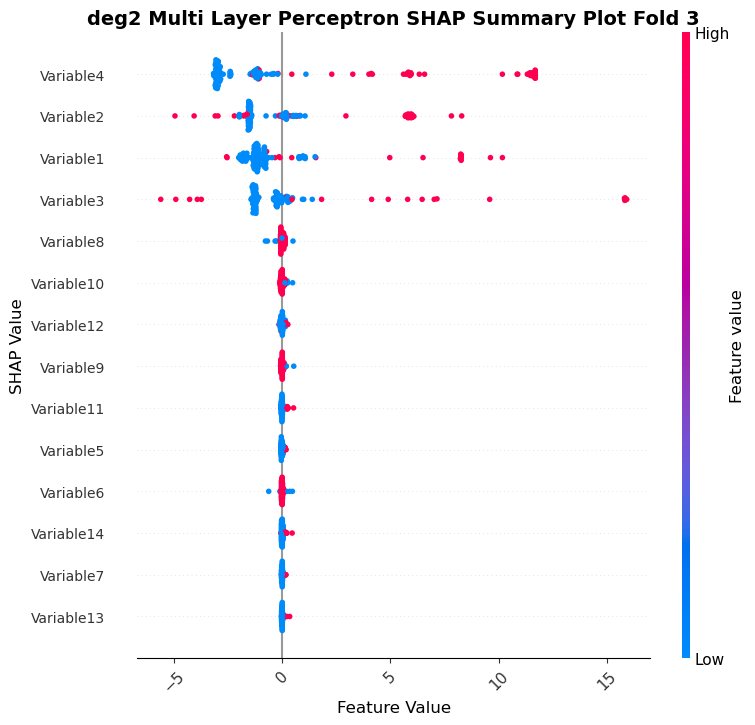 deg2 Multi Layer Perceptron SHAP Summary Plot Fold 3
High
Variable4
Variable2
Variable1
Variable3
Variable8
Variable10
Variable12
Variable9
Variable11
Variable5
Variable6
Variable14
Variable7
Variable13
SHAP Value
Feature value
Low
−5
0
5
10
15
Feature Value